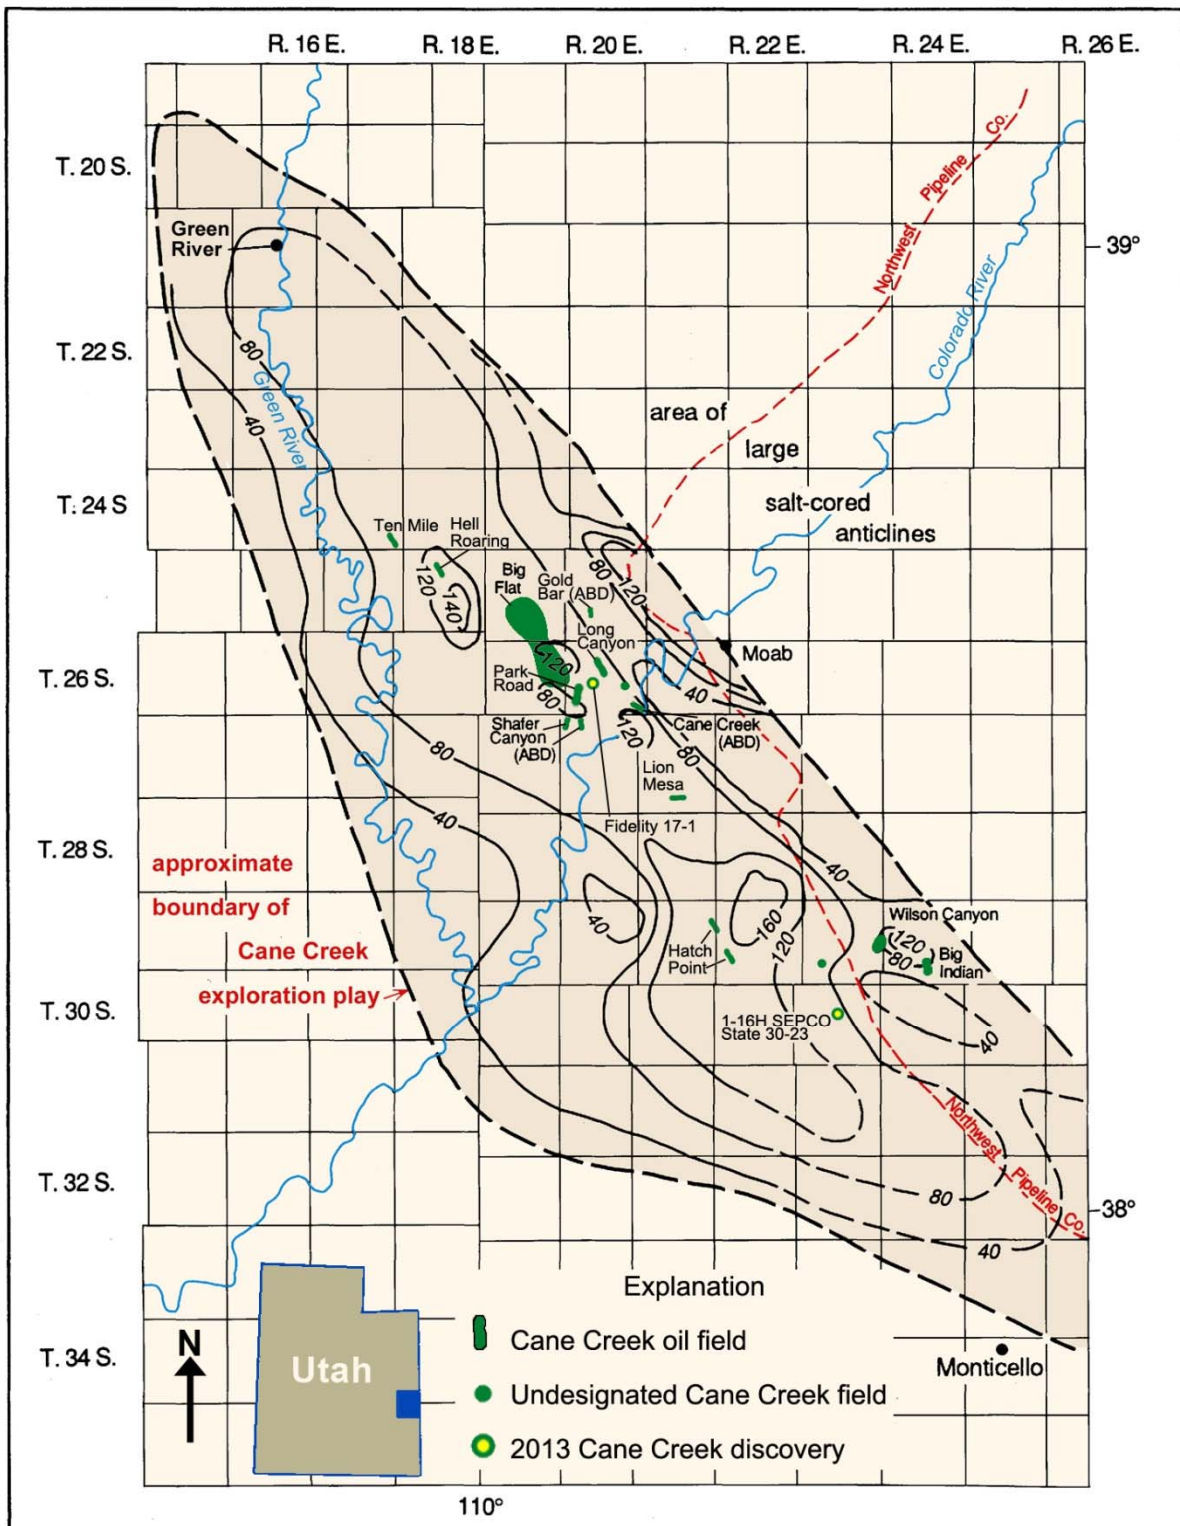 R. 16 E.
R. 18 E.
R. 20 E.
R. 22 E.
R. 24 E.
R. 26 E.
T. 20 S.
T. 22 S.
T. 24 S
T. 26 S.
T. 28 S.
T. 30 S.
T. 32 S.
T. 34 S.
39°
38°
110°
Northwest Pipeline Co.
Colorado River
Green
River
Green River
80
40
area of
large
salt-cored
anticlines
Ten Mile
Hell
Roaring
120
140
Big
Flat
Gold
Bar (ABD)
80
120
Long
Canyon
Moab
120
Park
Road
80
40
Shafer
Canyon
(ABD)
120
Cane Creek
(ABD)
80
80
Lion
Mesa
40
Fidelity 17-1
40
approximate
boundary of
Cane Creek
exploration play
40
160
120
Wilson Canyon
120
80
Big
Indian
Hatch
Point
1-16H SEPCO
State 30-23
40
Northwest Pipeline Co.
80
40
Monticello
N
Utah
Explanation
Cane Creek oil field
Undesignated Cane Creek field
2013 Cane Creek discovery